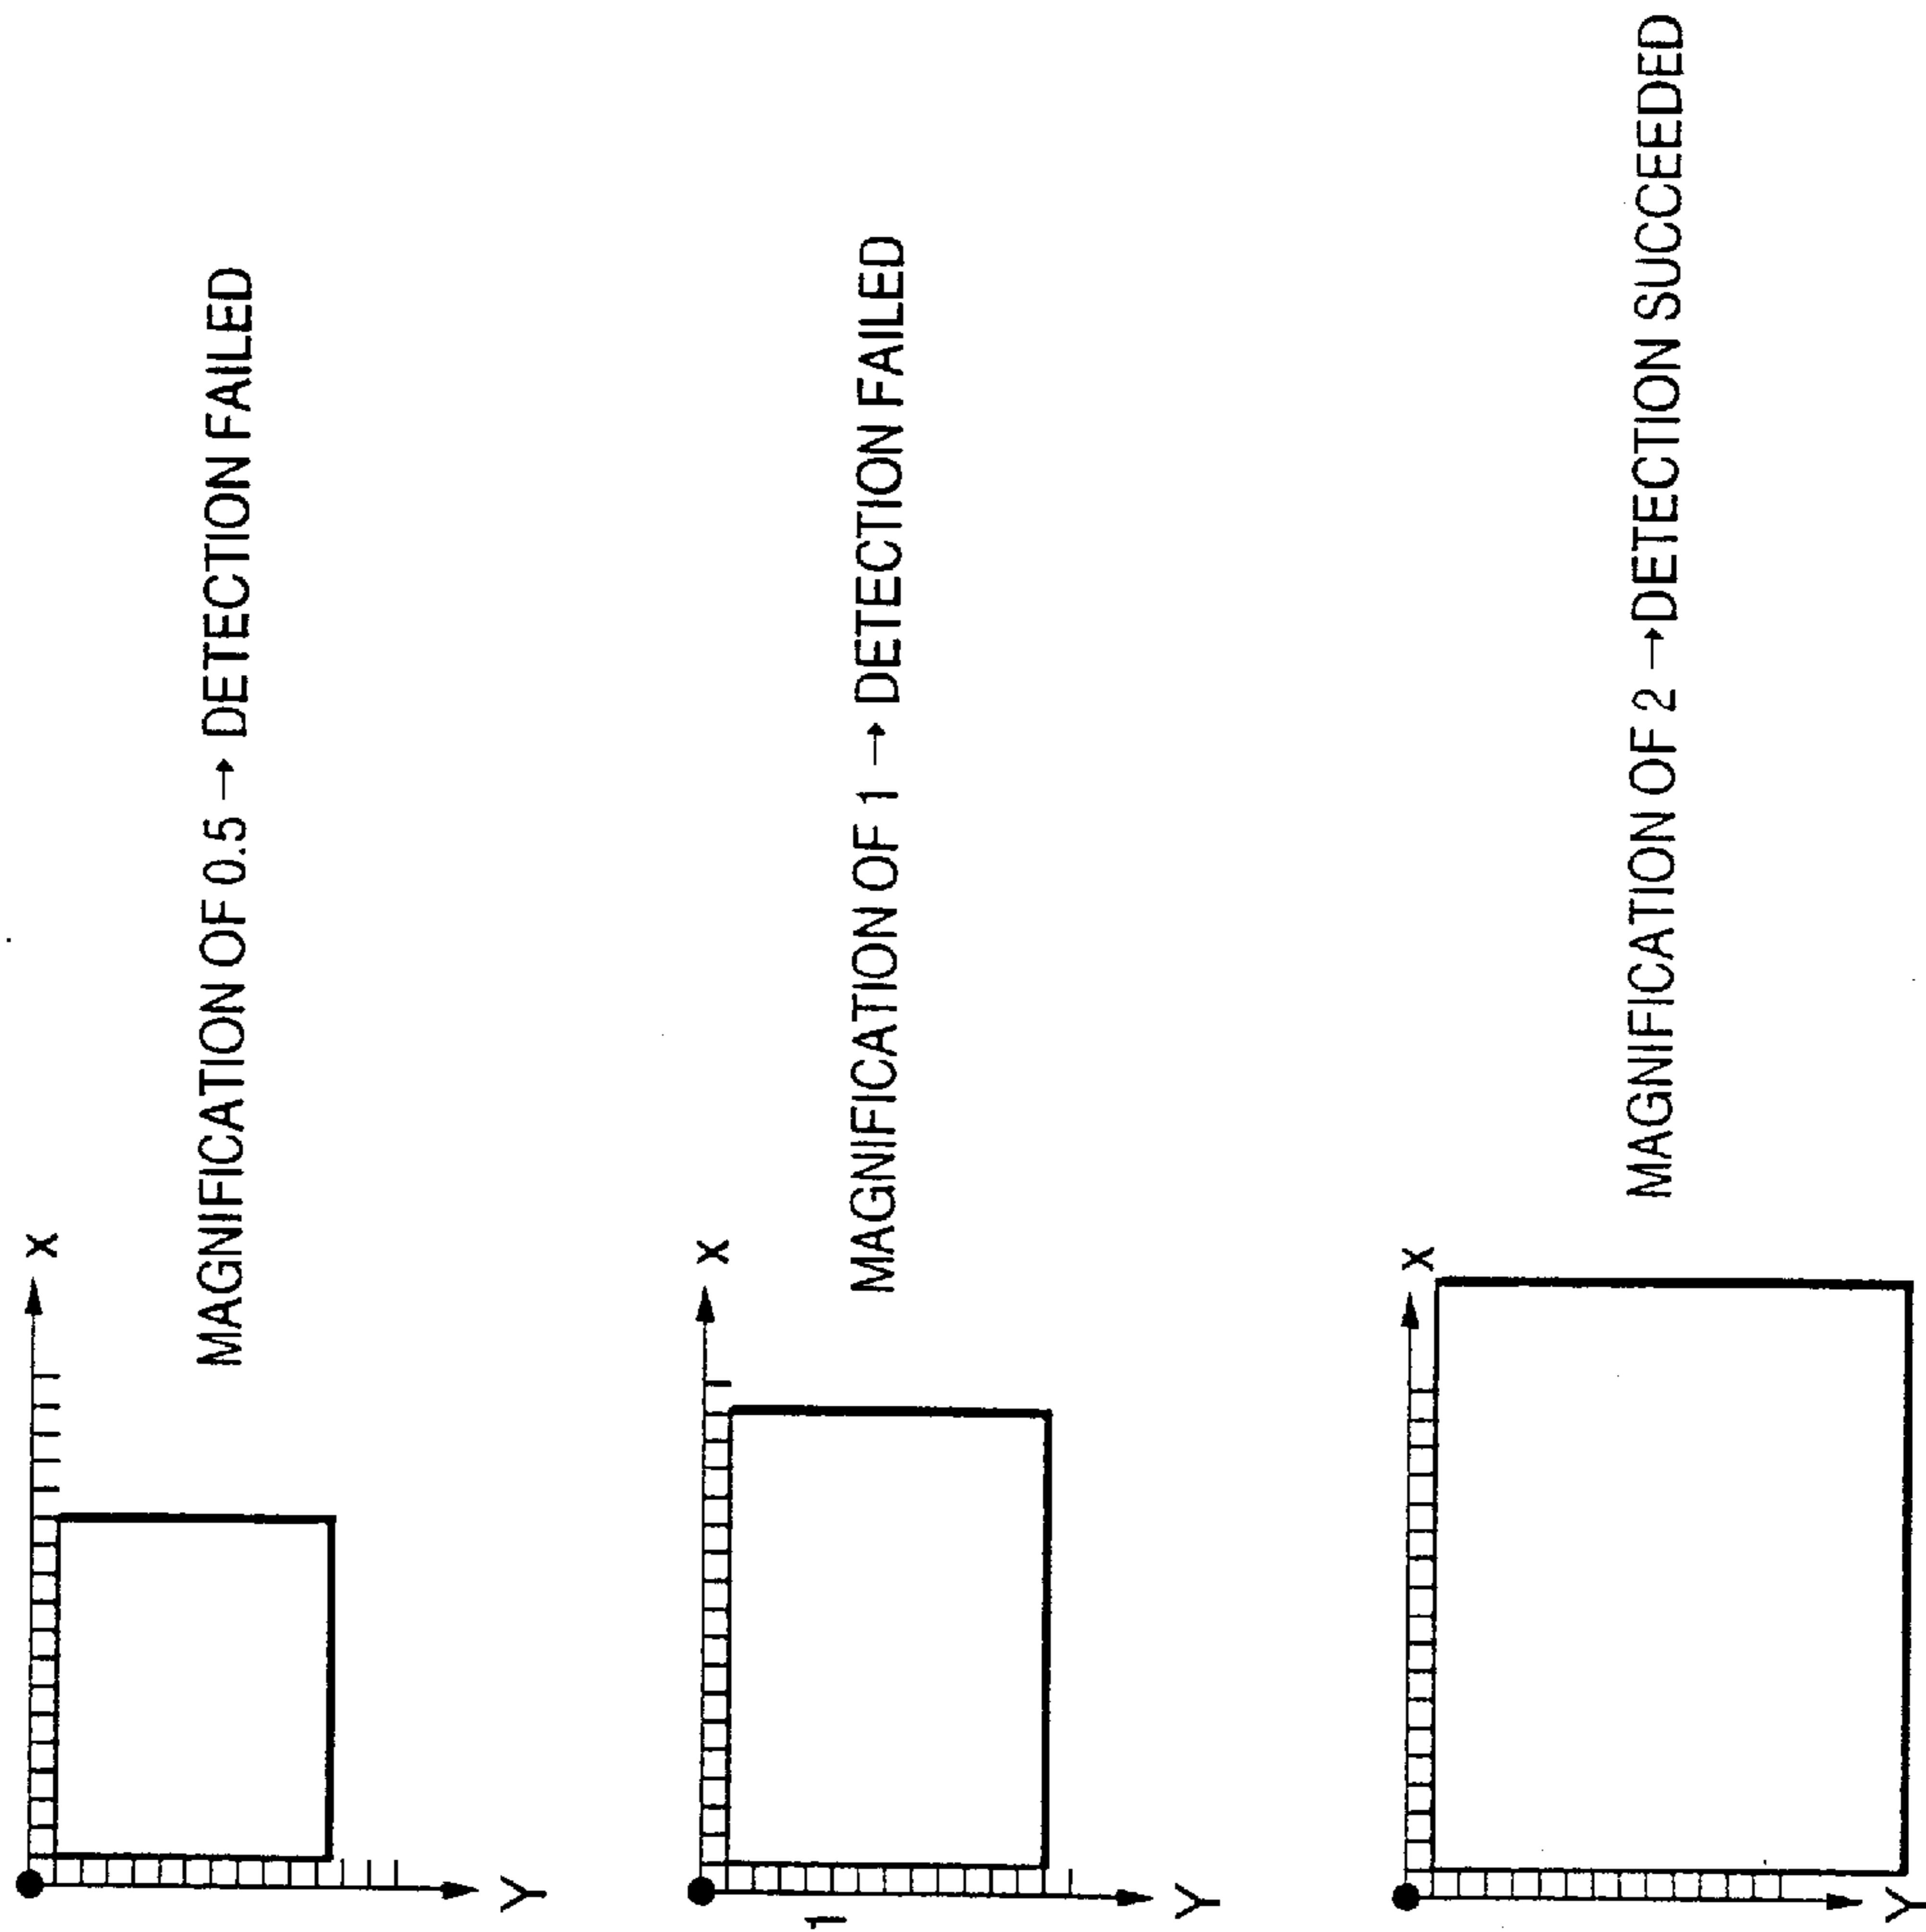 X
MAGNIFICATION OF 0.5 → DETECTION FAILED
Y
X
MAGNIFICATION OF 1 → DETECTION FAILED
1
Y
X
MAGNIFICATION OF 2 → DETECTION SUCCEEDED
Y